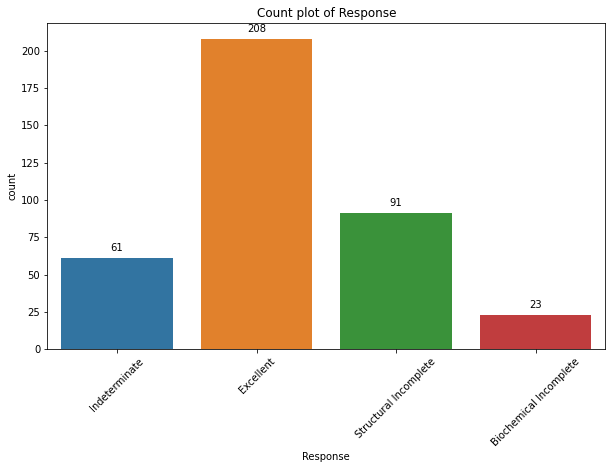 Count plot of Response
count
200
175
150
125
100
75
50
25
0
208
91
61
23
Indeterminate
Excellent
Structural Incomplete
Biochemical Incomplete
Response